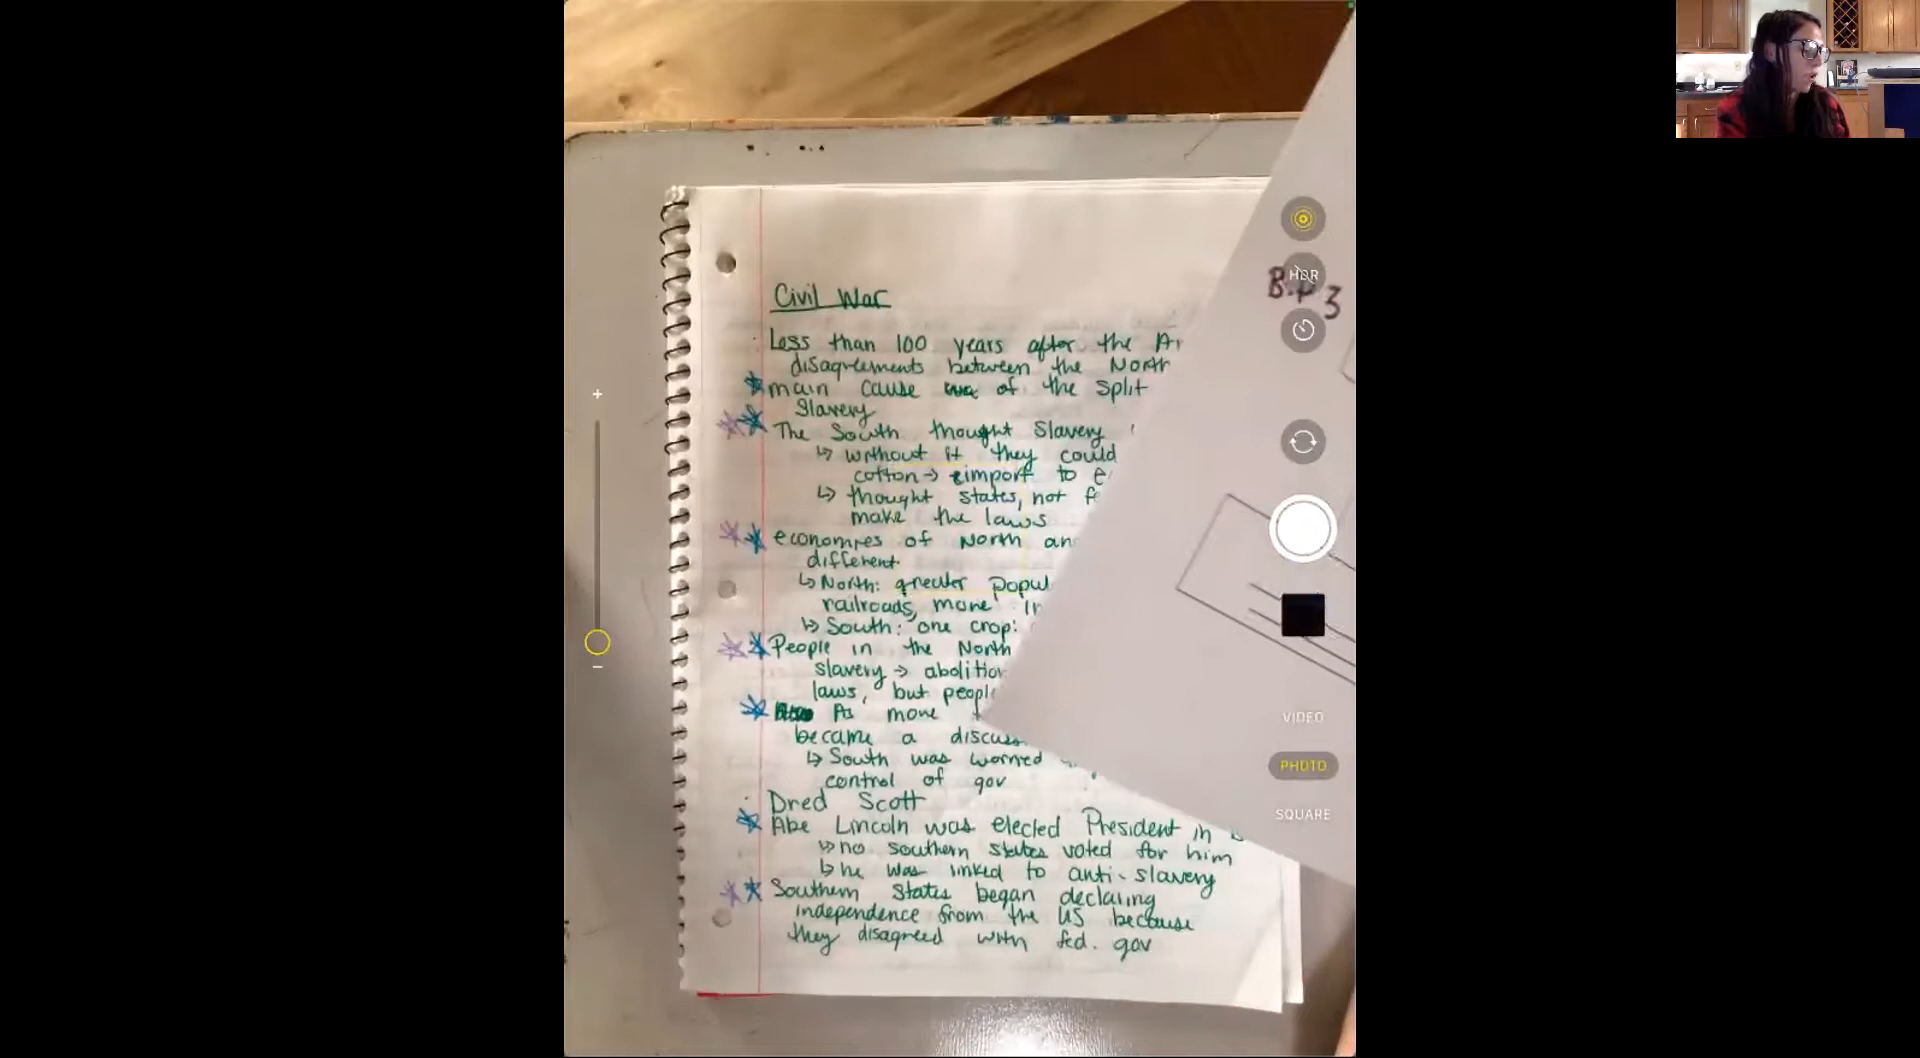 Civil War
Less than 100 years after the
disagreements between the North
main cause of the split
Slavery
The South thought Slavery
↳ without it they could
cotton → import to
↳ thought states, not
make the laws
economies of North
different
↳ North: greater
railroads, more
↳ South: one crop:
People in the North
slavery →
laws, but
As more
became a
↳ South was worried
control of gov
Dred Scott
Abe Lincoln was elected President in
↳ no southern states voted for him
↳ he was linked to anti-slavery
Southern States began declaring
independence from the US because
they disagreed with fed. gov
HDR
VIDEO
PHOTO
SQUARE